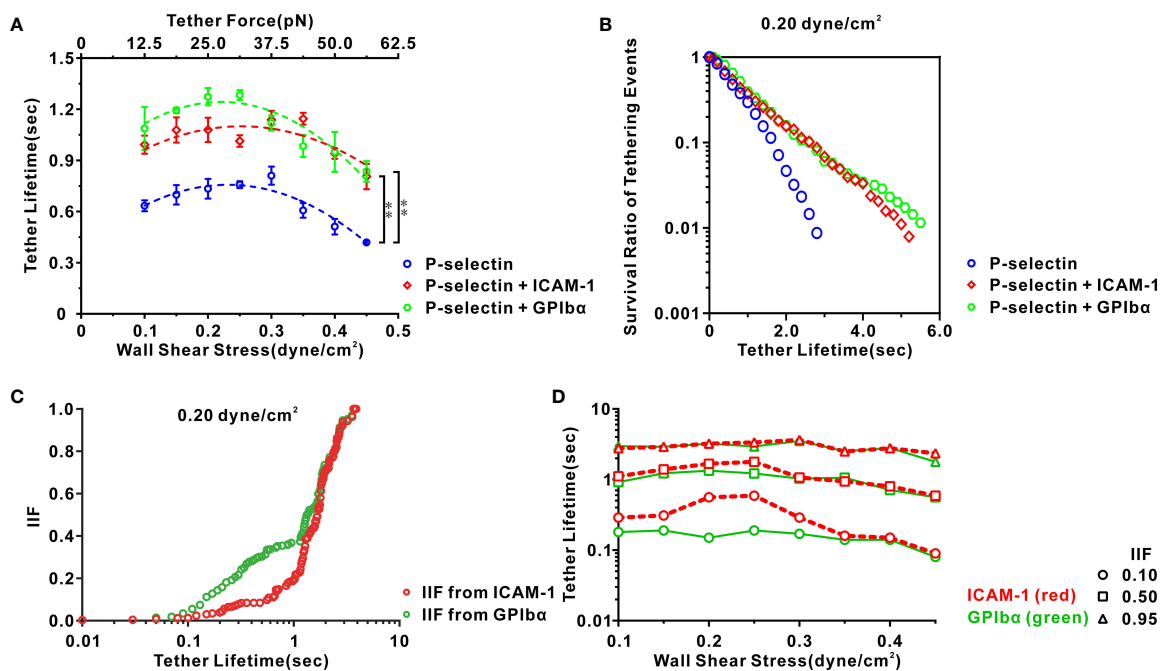 A
Tether Force(pN)
0 12.5 25.0 37.5 50.0 62.5
Tether Lifetime(sec)
1.5
1.2
0.9
0.6
0.3
0
**
**
0 0.1 0.2 0.3 0.4 0.5
Wall Shear Stress(dyne/cm²)
P-selectin
P-selectin + ICAM-1
P-selectin + GPIbα
B
0.20 dyne/cm²
Survival Ratio of Tethering Events
1
0.1
0.01
0.001
0 2.0 4.0 6.0
Tether Lifetime(sec)
P-selectin
P-selectin + ICAM-1
P-selectin + GPIbα
C
0.20 dyne/cm²
IIF
1.0
0.8
0.6
0.4
0.2
0.0
0.01 0.1 1 10
Tether Lifetime(sec)
IIF from ICAM-1
IIF from GPIbα
D
Tether Lifetime(sec)
10
1
0.1
0.01
0.1 0.2 0.3 0.4
Wall Shear Stress(dyne/cm²)
IIF
0.10
ICAM-1 (red) 0.50
GPIbα (green) 0.95